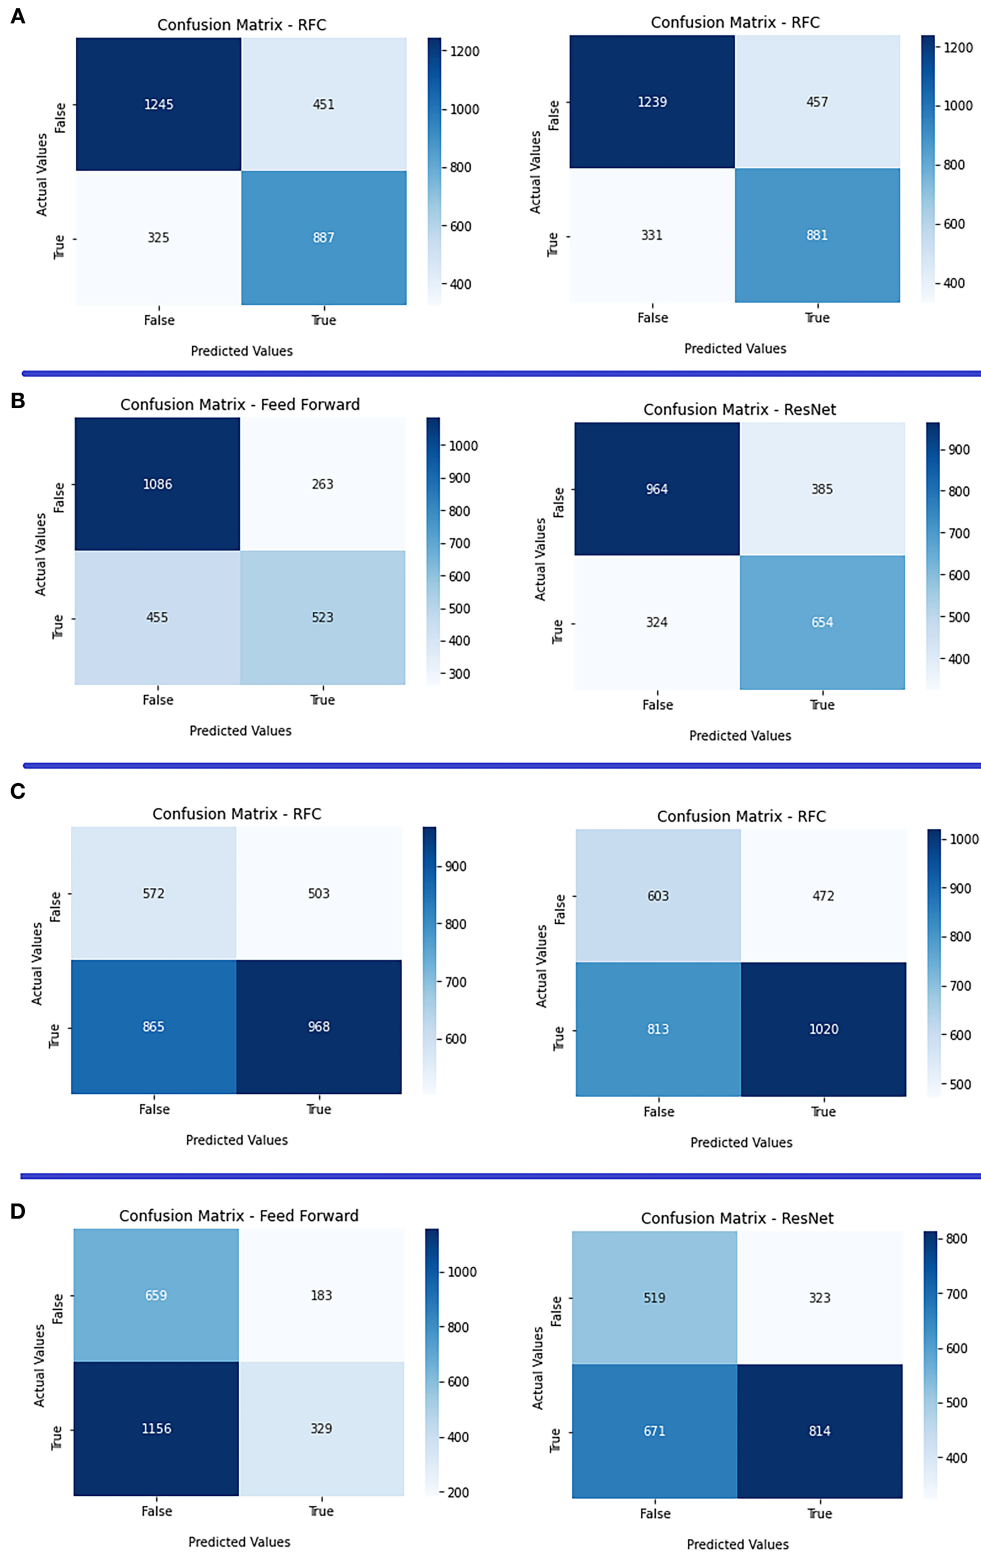 A
Confusion Matrix - RFC
1245 451
325 887
False True
False
True
Actual Values
Predicted Values
1200
1000
800
600
400
Confusion Matrix - RFC
1239 457
331 881
False True
False
True
Actual Values
Predicted Values
1200
1000
800
600
400
B
Confusion Matrix - Feed Forward
1086 263
455 523
False True
False
True
Actual Values
Predicted Values
1000
900
800
700
600
500
400
300
Confusion Matrix - ResNet
964 385
324 654
False True
False
True
Actual Values
Predicted Values
900
800
700
600
500
400
C
Confusion Matrix - RFC
572 503
865 968
False True
False
True
Actual Values
Predicted Values
900
800
700
600
Confusion Matrix - RFC
603 472
813 1020
False True
False
True
Actual Values
Predicted Values
1000
900
800
700
600
500
D
Confusion Matrix - Feed Forward
659 183
1156 329
False True
False
True
Actual Values
Predicted Values
1000
800
600
400
200
Confusion Matrix - ResNet
519 323
671 814
False True
False
True
Actual Values
Predicted Values
800
700
600
500
400